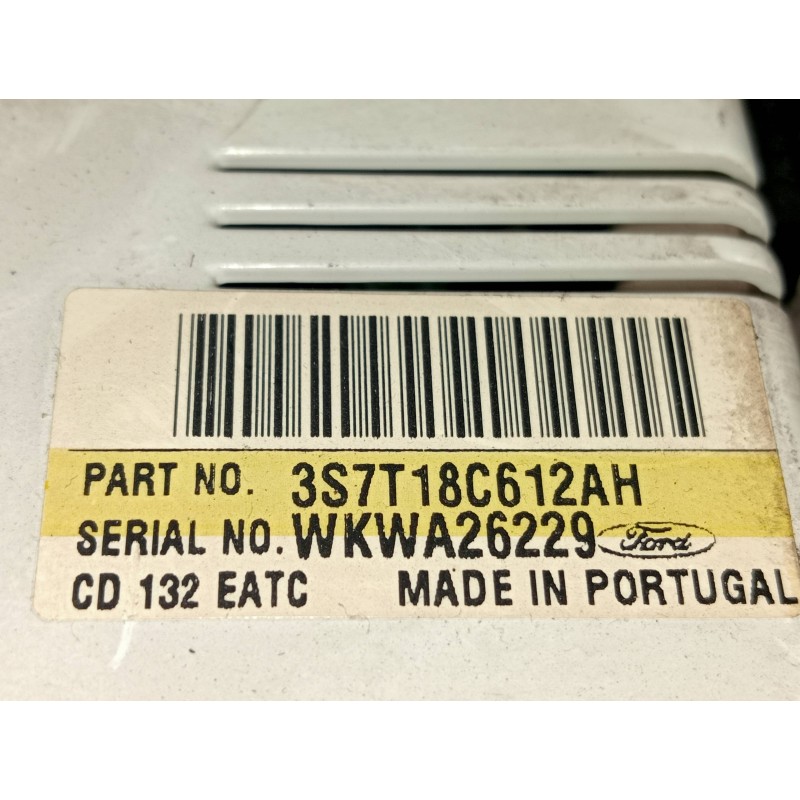 PART NO. 3S7T18C612AH
SERIAL NO. WKWA26229 Ford
CD 132 EATC MADE IN PORTUGAL